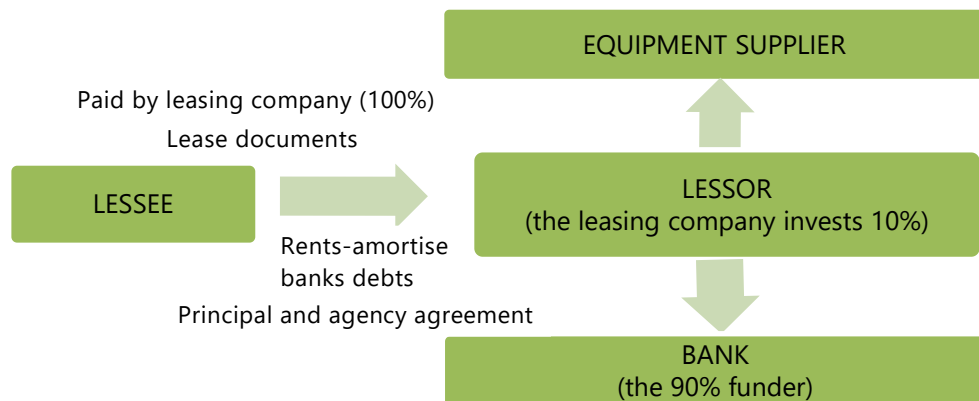 EQUIPMENT SUPPLIER
Paid by leasing company (100%)
Lease documents
LESSEE
LESSOR
(the leasing company invests 10%)
Rents-amortise
banks debts
Principal and agency agreement
BANK
(the 90% funder)